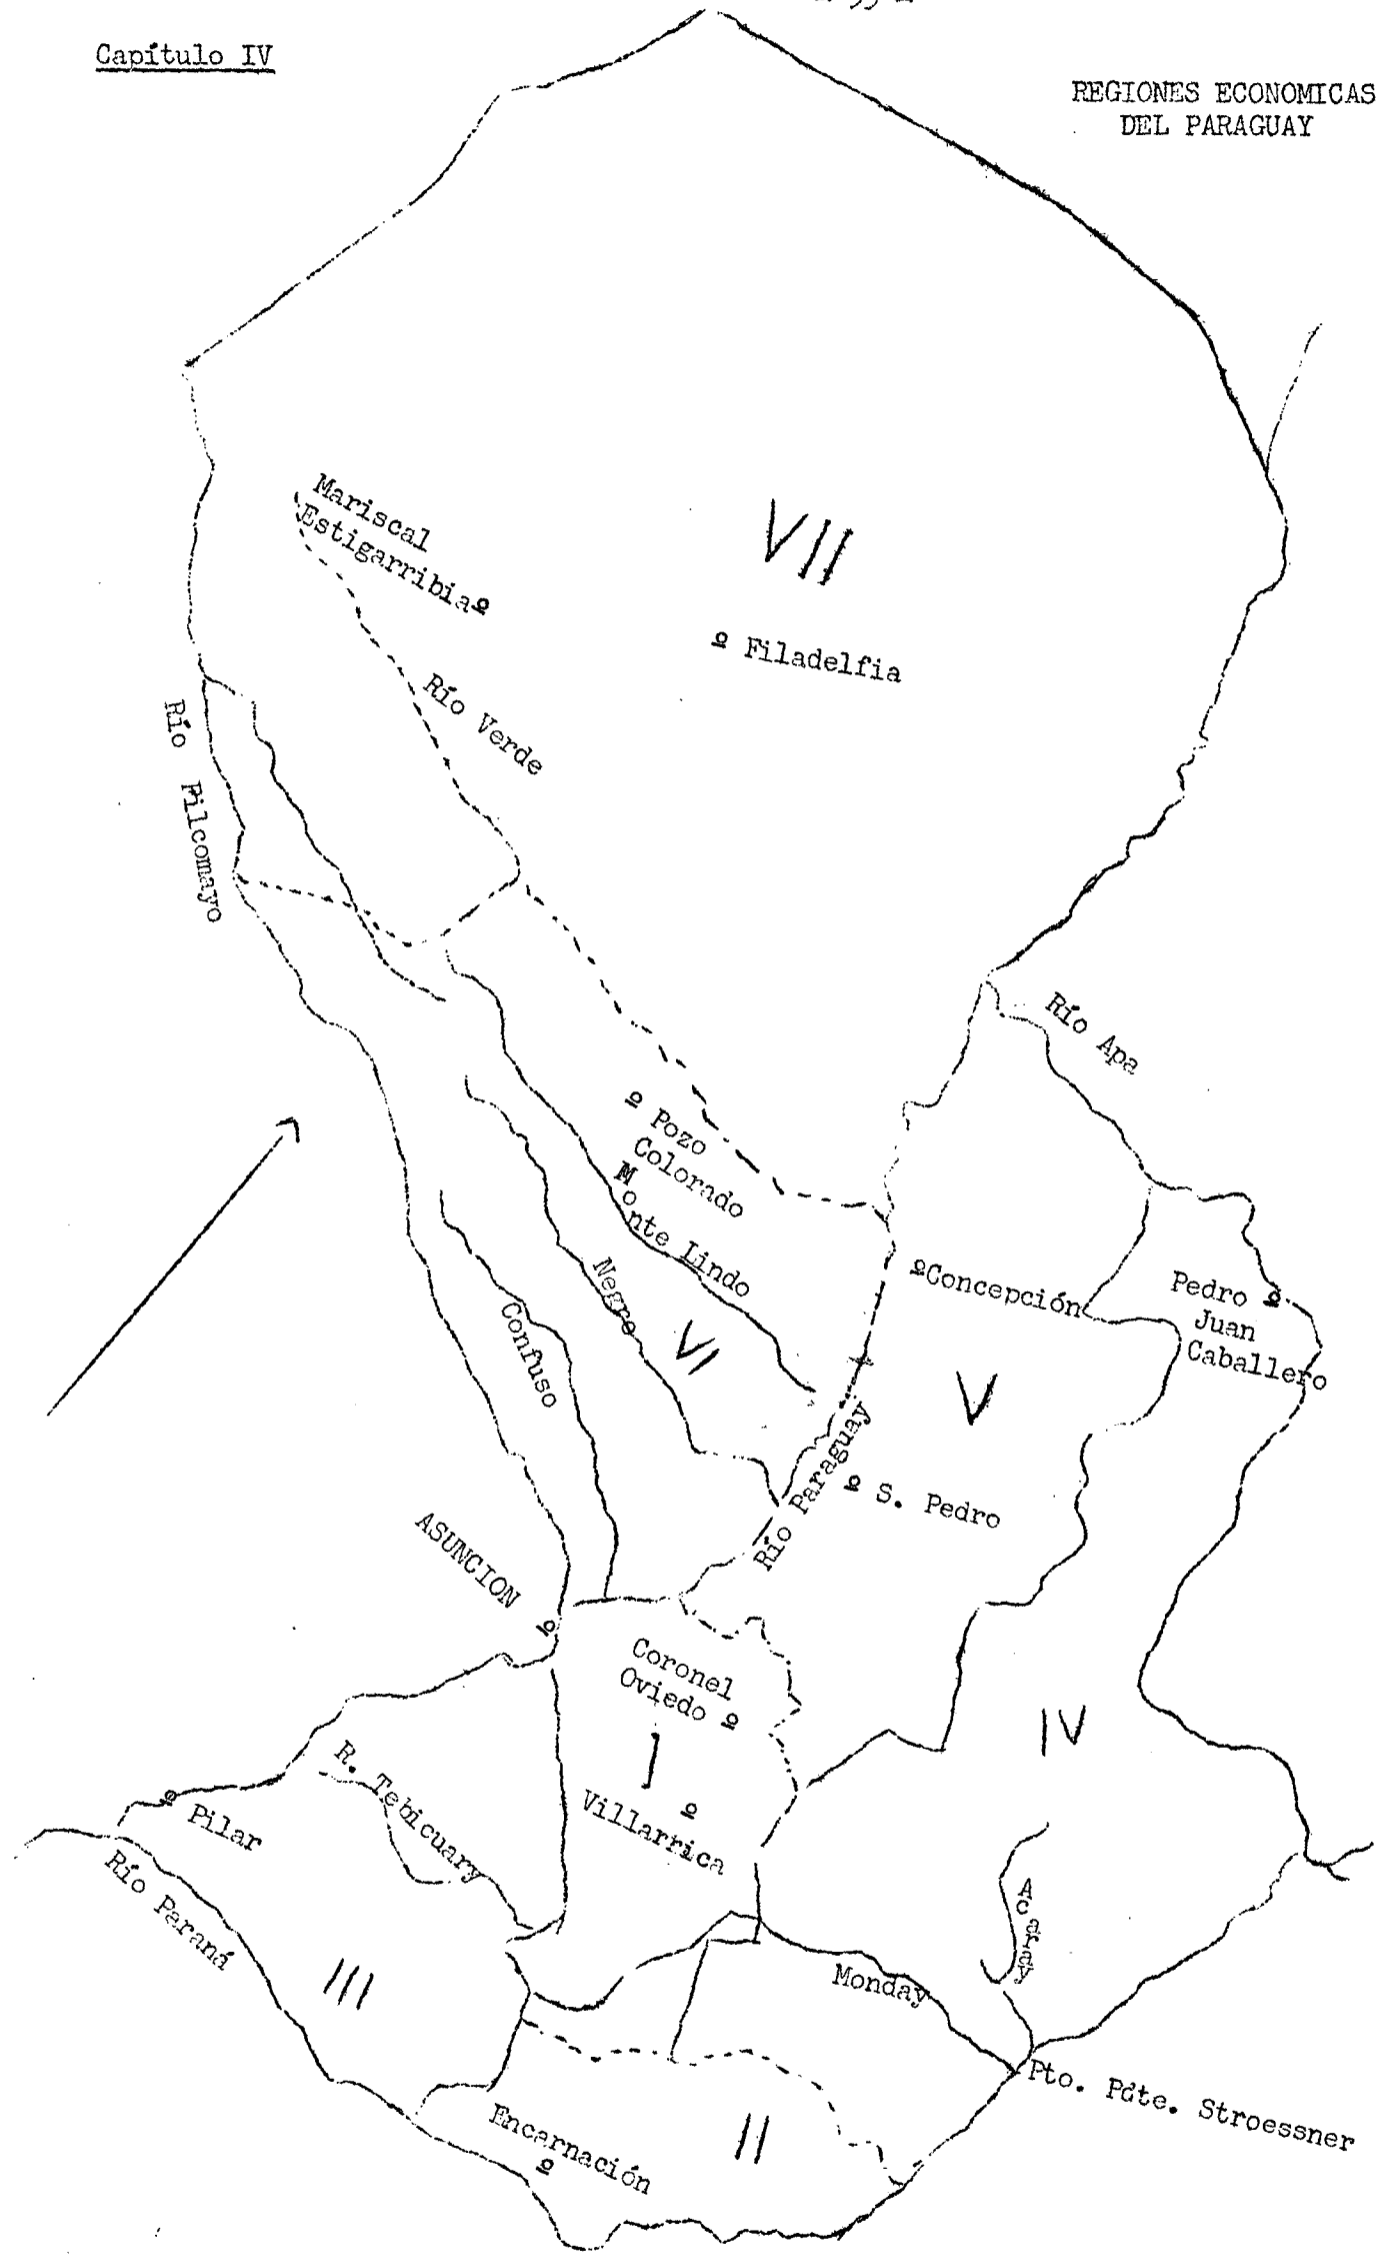 Capítulo IV
REGIONES ECONOMICAS
DEL PARAGUAY
Mariscal
Estigarribia
VII
Filadelfia
Río Verde
Río Pilcomayo
Río Apa
Pozo
Colorado
Monte Lindo
Negro
Confuso
VI
Concepción
Pedro
Juan
Caballero
V
Río Paraguay
S. Pedro
ASUNCION
Coronel
Oviedo
I
Villarrica
IV
R. Tebicuary
Pilar
Río Paraná
III
Acaray
Monday
Pto. Pdte. Stroessner
Encarnación
II